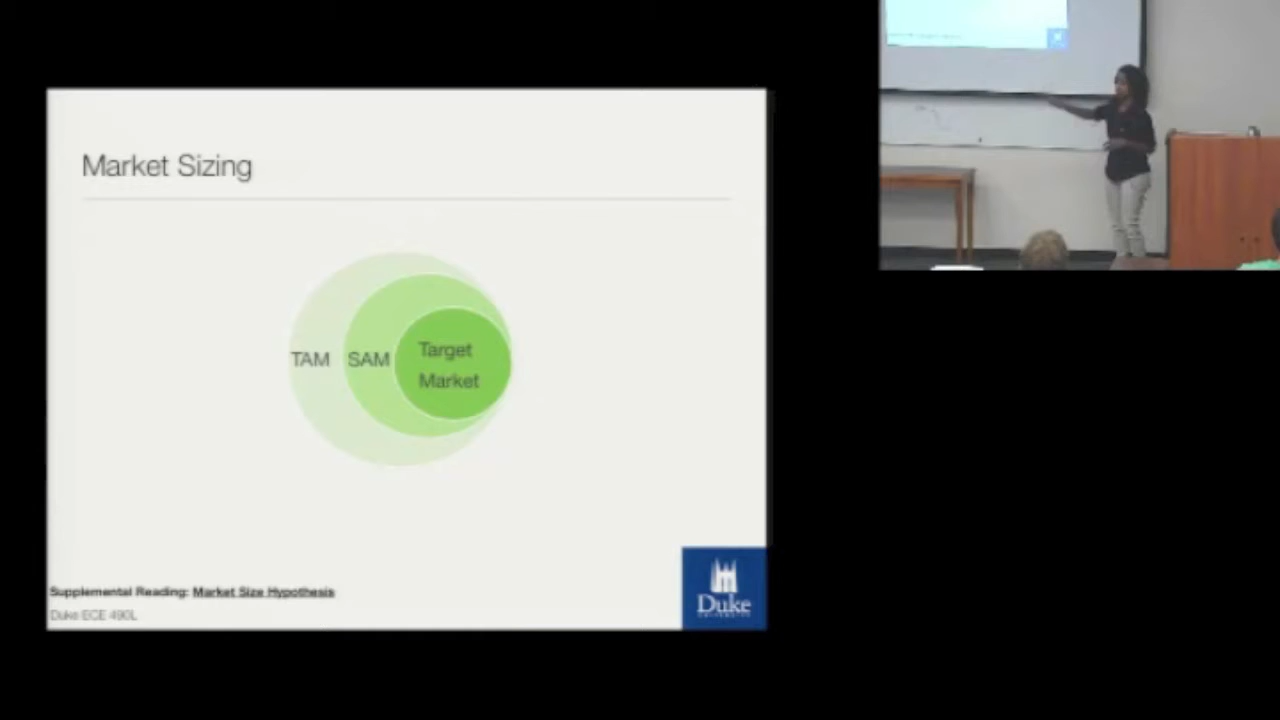 Market Sizing
TAM
SAM
Target
Market
Supplemental Reading: Market Size Hypothesis
Duke ECE 490L
Duke